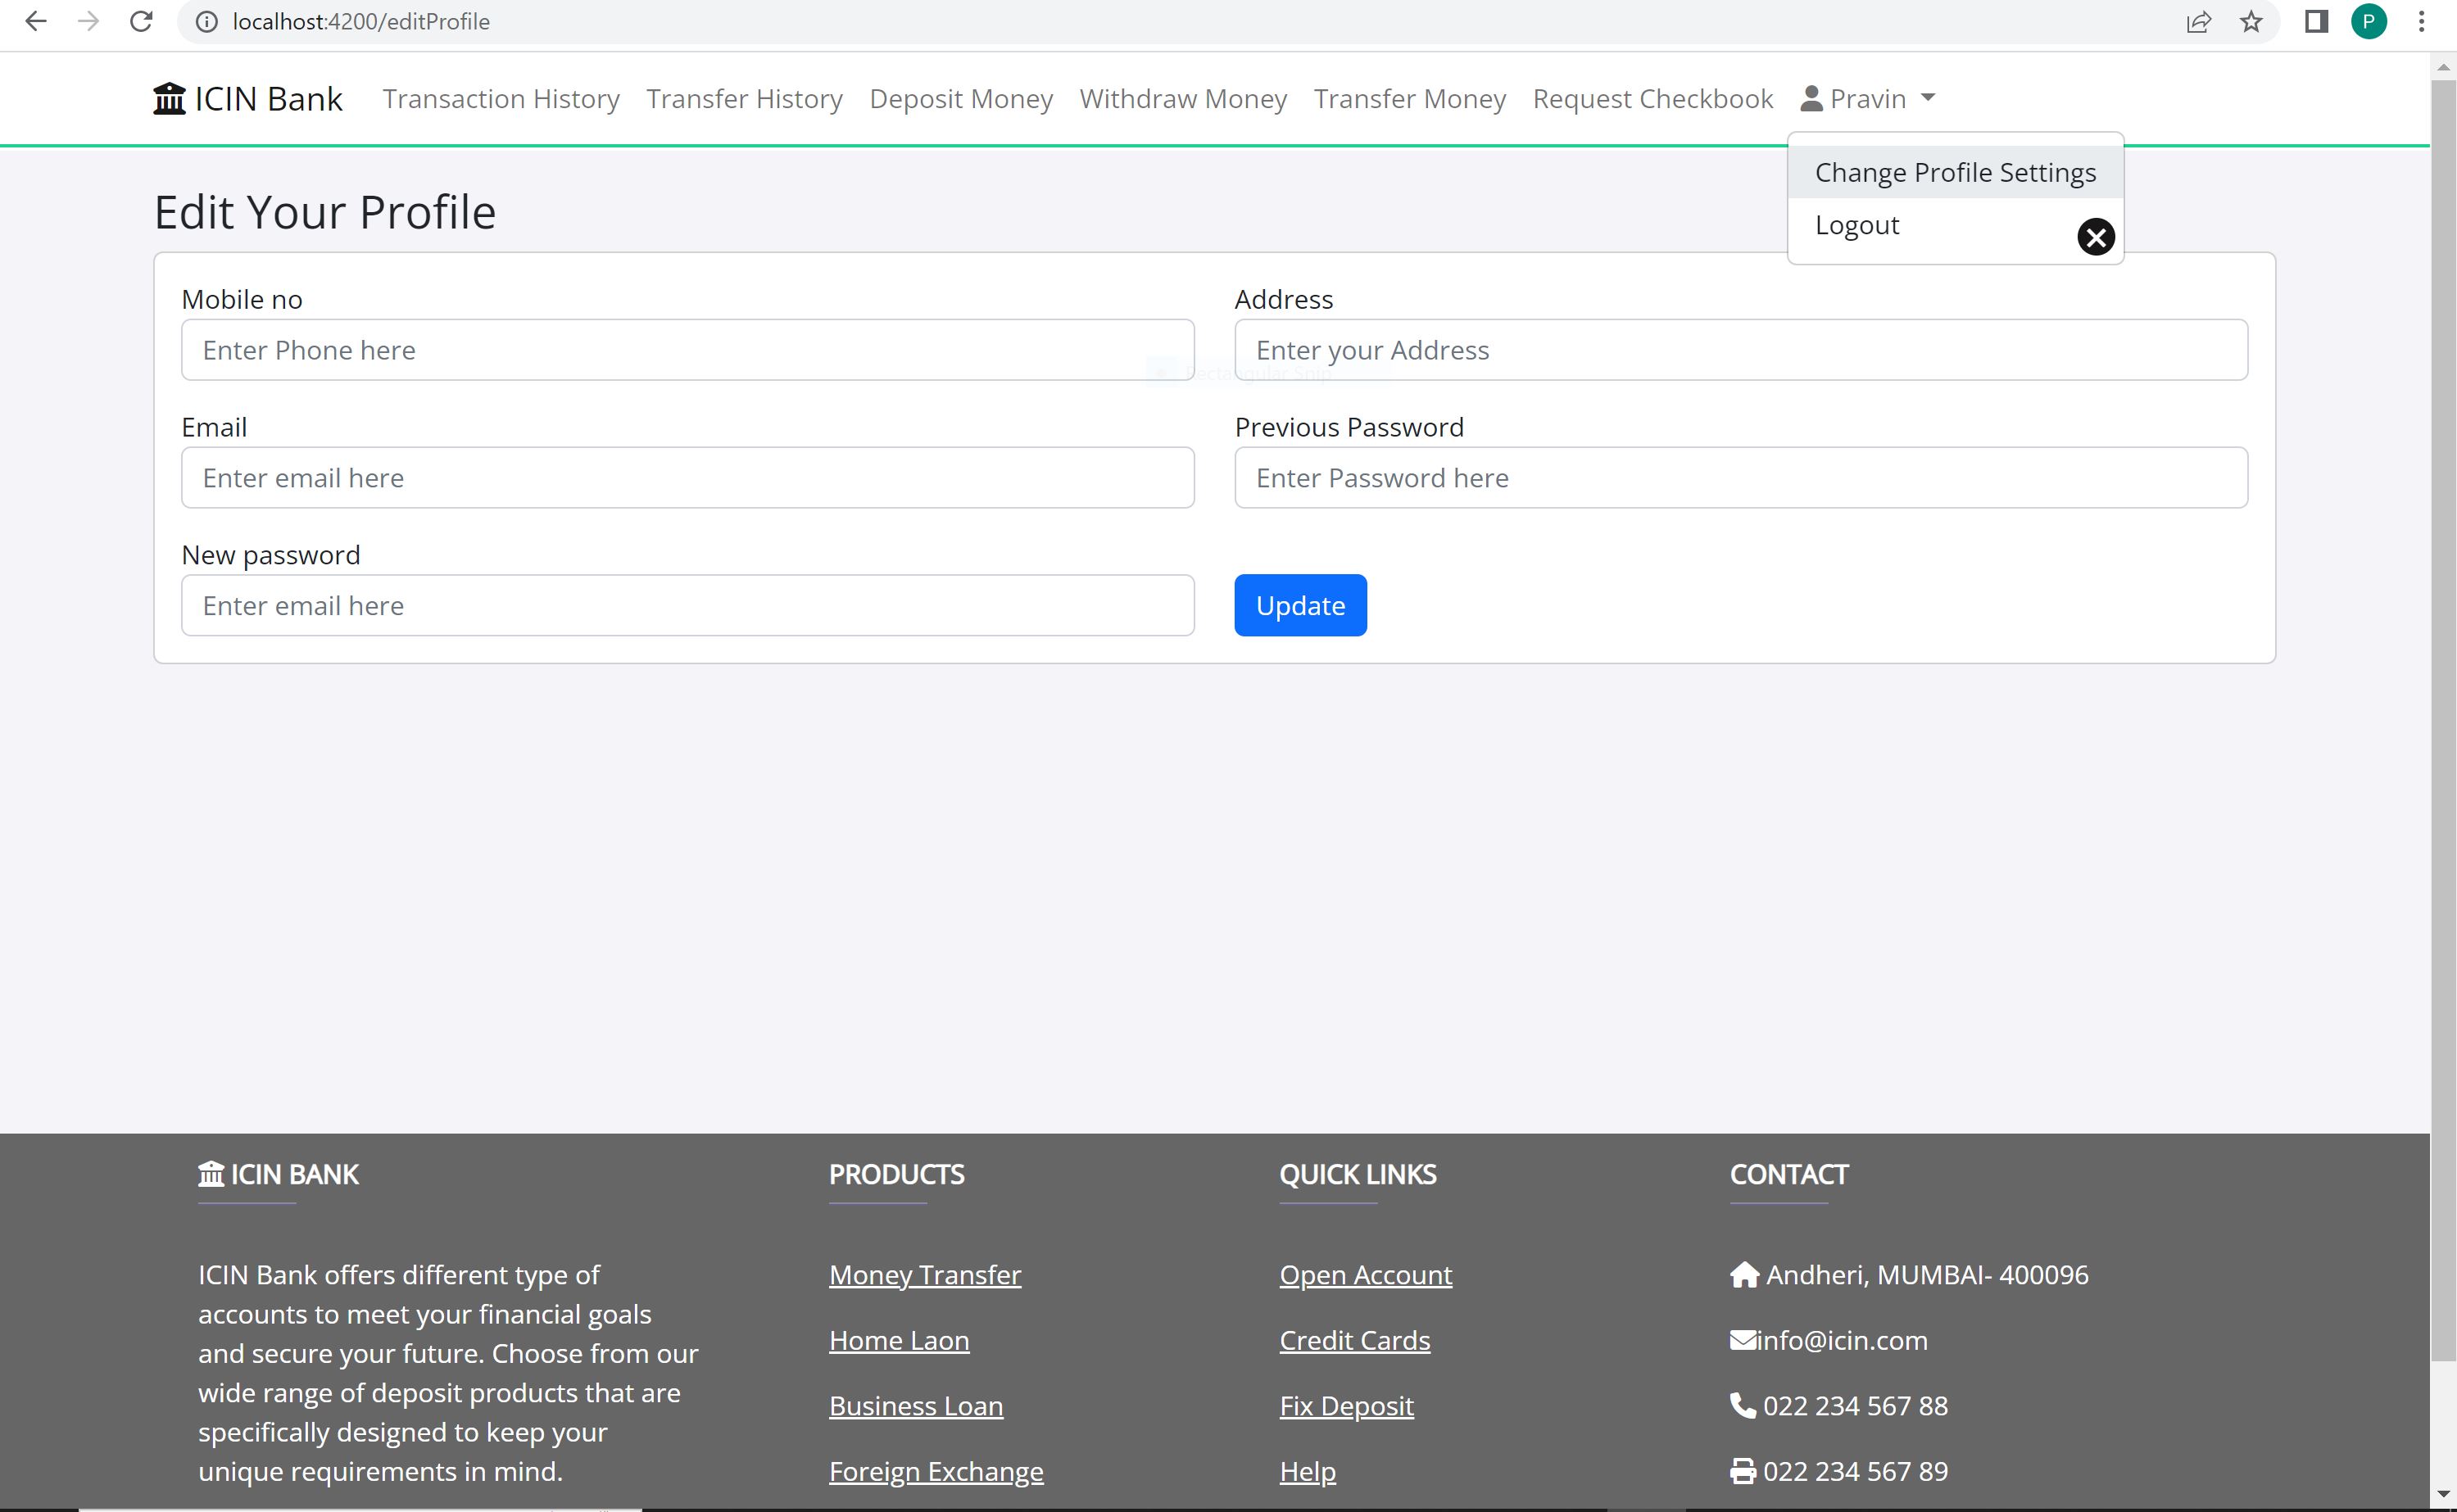 localhost:4200/editProfile
P
ICIN Bank Transaction History Transfer History Deposit Money Withdraw Money Transfer Money Request Checkbook Pravin
Change Profile Settings
Logout
Edit Your Profile
Mobile no Address
Enter Phone here Enter your Address
Rectangular Snip
Email Previous Password
Enter email here Enter Password here
New password
Enter email here Update
ICIN BANK
ICIN Bank offers different type of
accounts to meet your financial goals
and secure your future. Choose from our
wide range of deposit products that are
specifically designed to keep your
unique requirements in mind.
PRODUCTS
Money Transfer
Home Laon
Business Loan
Foreign Exchange
QUICK LINKS
Open Account
Credit Cards
Fix Deposit
Help
CONTACT
Andheri, MUMBAI- 400096
info@icin.com
022 234 567 88
022 234 567 89